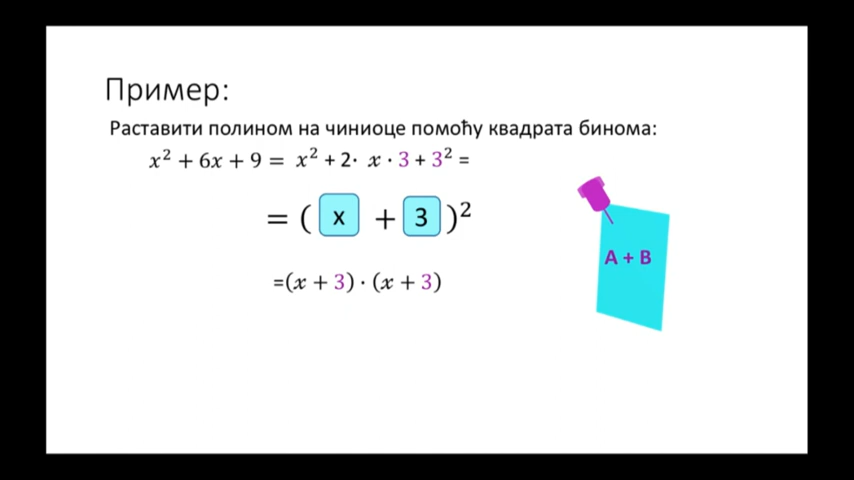 Пример:
Раставити полином на чиниоце помоћу квадрата бинома:
x² + 6x + 9 = x² + 2· x · 3 + 3² =
= ( x + 3 )²
A + B
=(x + 3) · (x + 3)